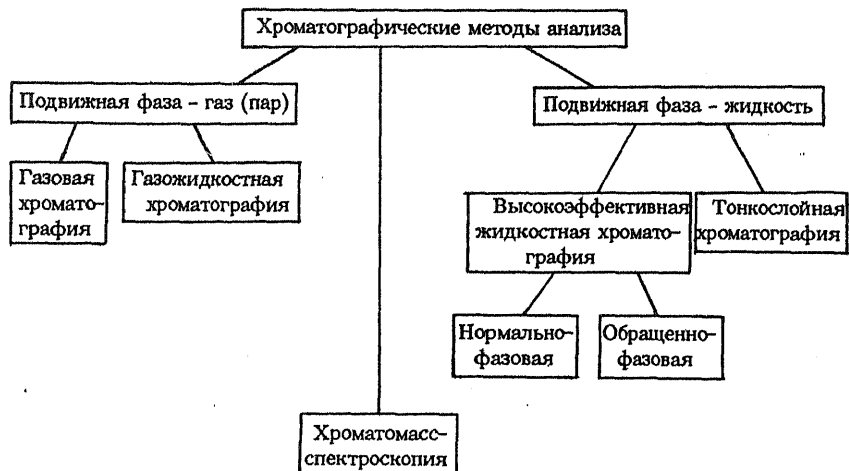 Хроматографические методы анализа
Подвижная фаза - газ (пар)
Подвижная фаза - жидкость
Газовая
хромато-
графия
Газожидкостная
хроматография
Высокоэффективная
жидкостная хромато-
графия
Тонкослойная
хроматография
Нормально-
фазовая
Обращенно-
фазовая
Хроматомасс-
спектроскопия